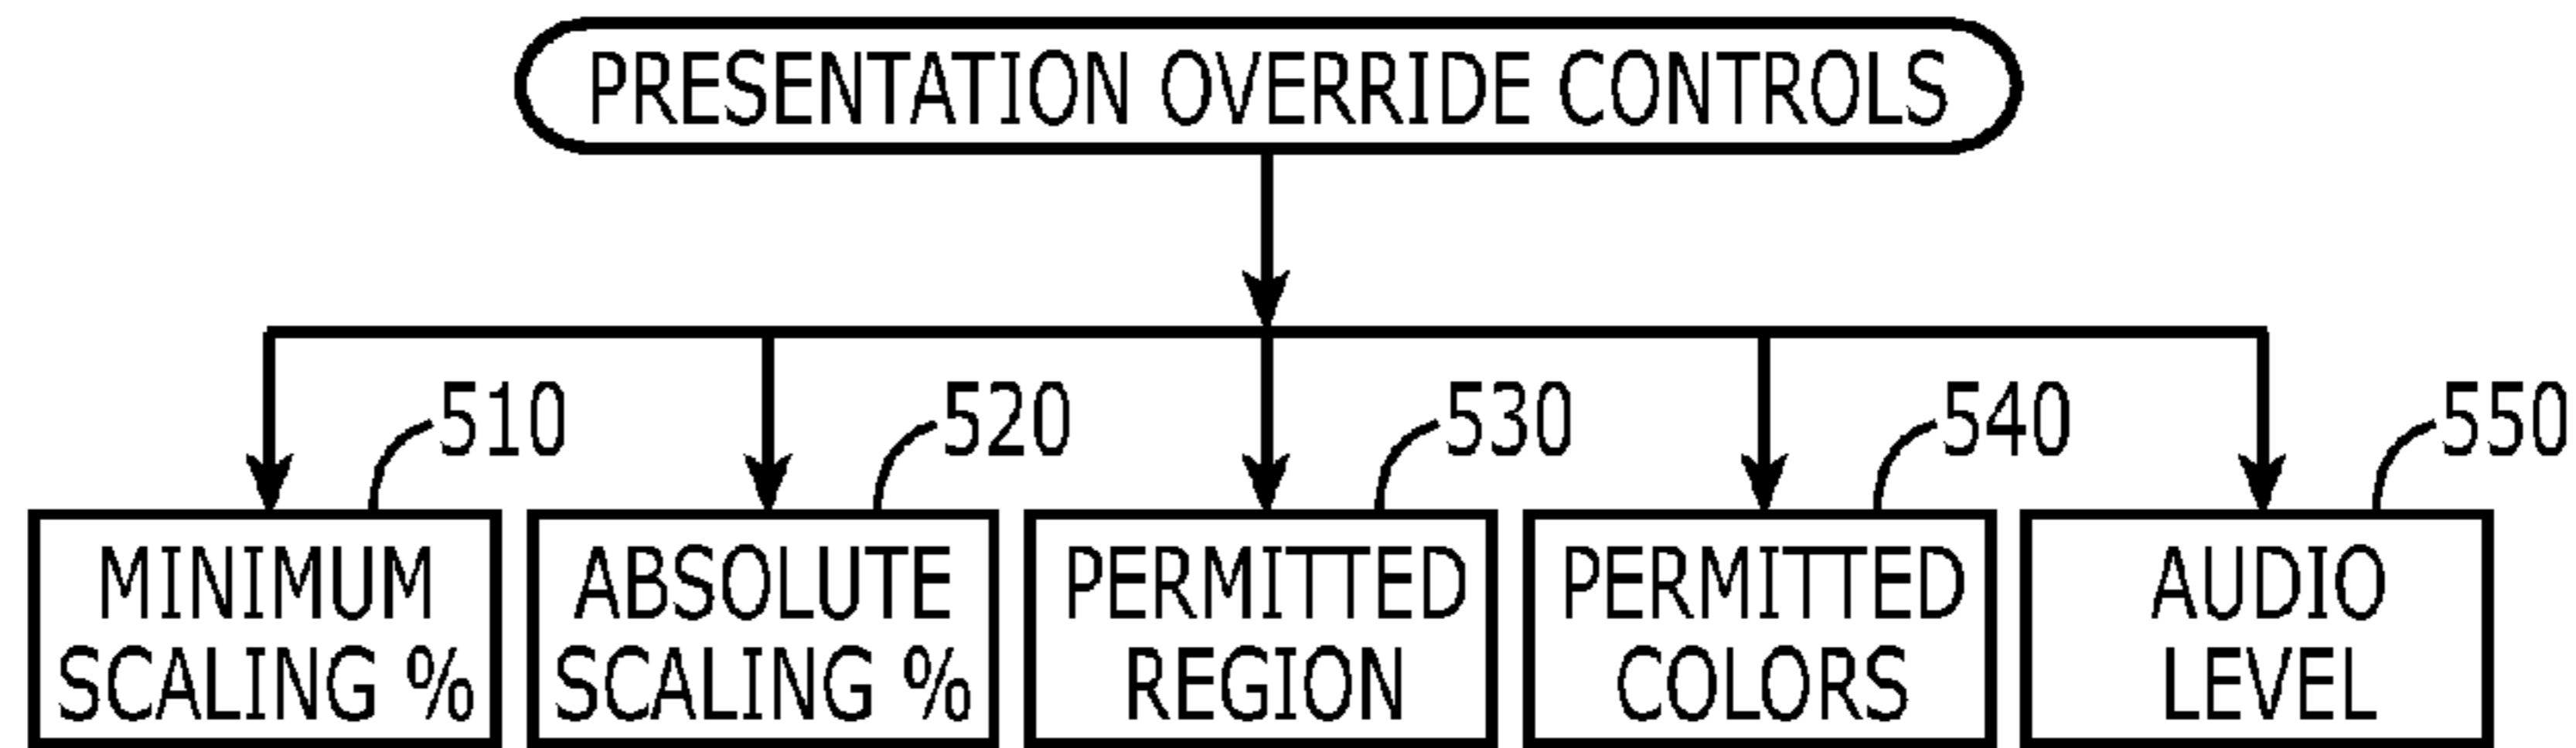 PRESENTATION OVERRIDE CONTROLS
510
520
530
540
550
MINIMUM
SCALING %
ABSOLUTE
SCALING %
PERMITTED
REGION
PERMITTED
COLORS
AUDIO
LEVEL